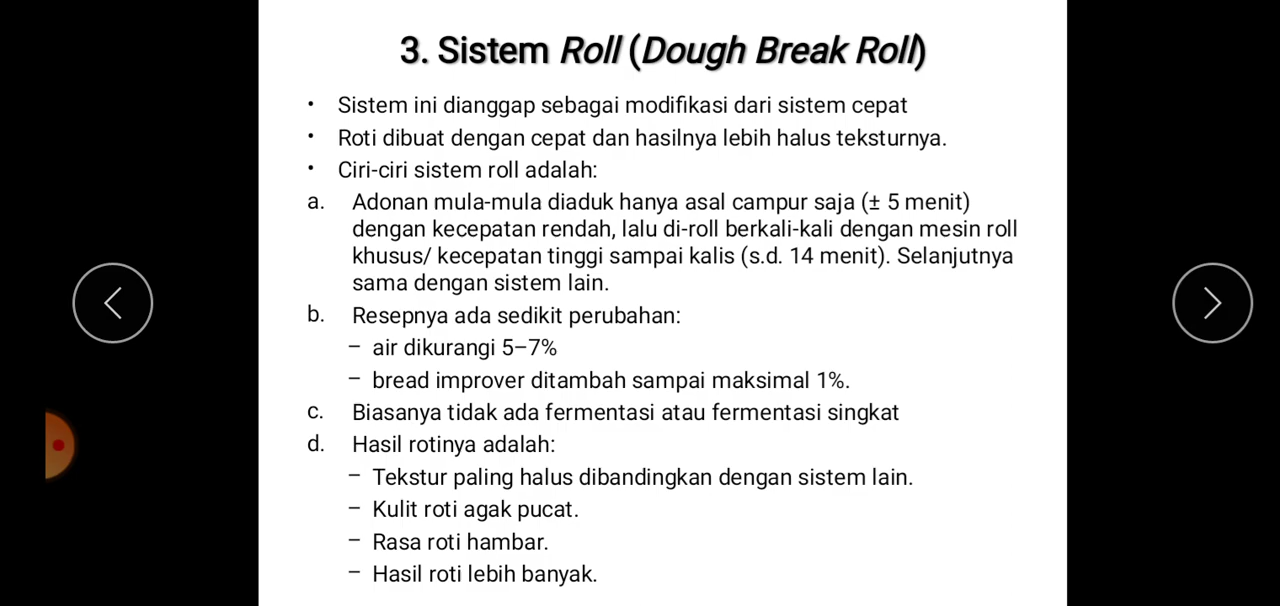 3. Sistem Roll (Dough Break Roll)
• Sistem ini dianggap sebagai modifikasi dari sistem cepat
• Roti dibuat dengan cepat dan hasilnya lebih halus teksturnya.
• Ciri-ciri sistem roll adalah:
a. Adonan mula-mula diaduk hanya asal campur saja (± 5 menit)
dengan kecepatan rendah, lalu di-roll berkali-kali dengan mesin roll
khusus/ kecepatan tinggi sampai kalis (s.d. 14 menit). Selanjutnya
sama dengan sistem lain.
b. Resepnya ada sedikit perubahan:
– air dikurangi 5–7%
– bread improver ditambah sampai maksimal 1%.
c. Biasanya tidak ada fermentasi atau fermentasi singkat
d. Hasil rotinya adalah:
– Tekstur paling halus dibandingkan dengan sistem lain.
– Kulit roti agak pucat.
– Rasa roti hambar.
– Hasil roti lebih banyak.